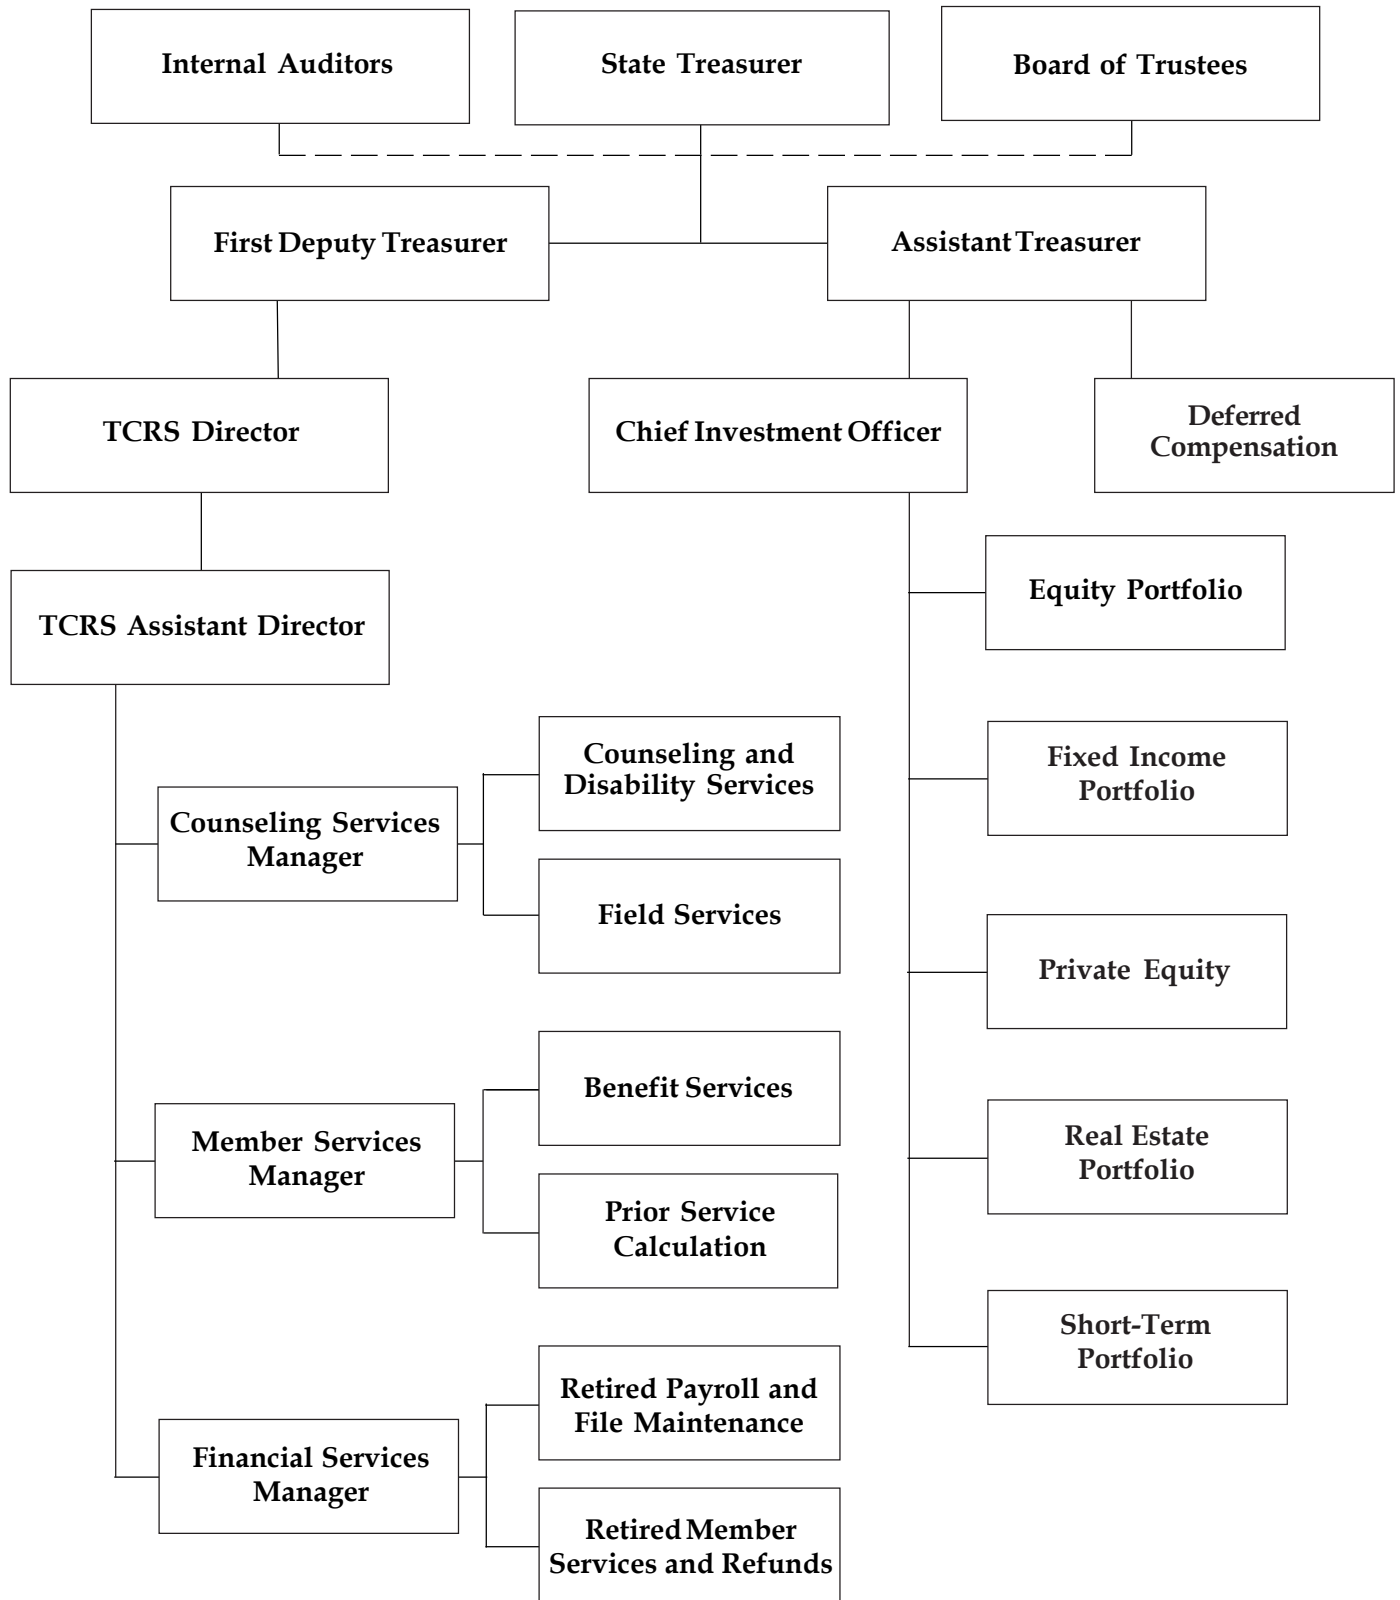 Internal Auditors
State Treasurer
Board of Trustees
First Deputy Treasurer
Assistant Treasurer
TCRS Director
Chief Investment Officer
Deferred
Compensation
TCRS Assistant Director
Equity Portfolio
Counseling and
Disability Services
Fixed Income
Portfolio
Counseling Services
Manager
Field Services
Private Equity
Benefit Services
Member Services
Manager
Real Estate
Portfolio
Prior Service
Calculation
Short-Term
Portfolio
Retired Payroll and
File Maintenance
Financial Services
Manager
Retired Member
Services and Refunds